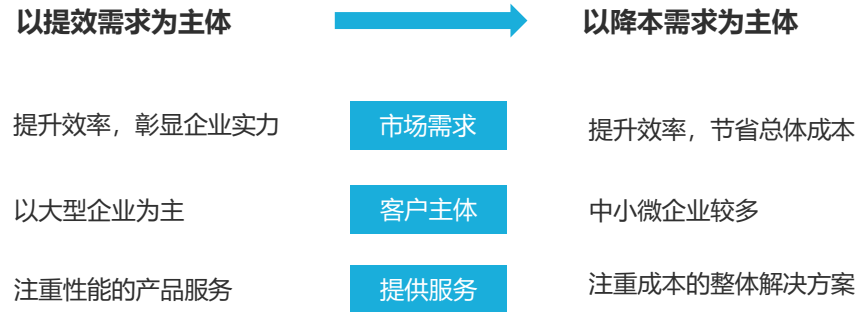 以提效需求为主体
以降本需求为主体
提升效率，彰显企业实力
市场需求
提升效率，节省总体成本
以大型企业为主
客户主体
中小微企业较多
注重性能的产品服务
提供服务
注重成本的整体解决方案